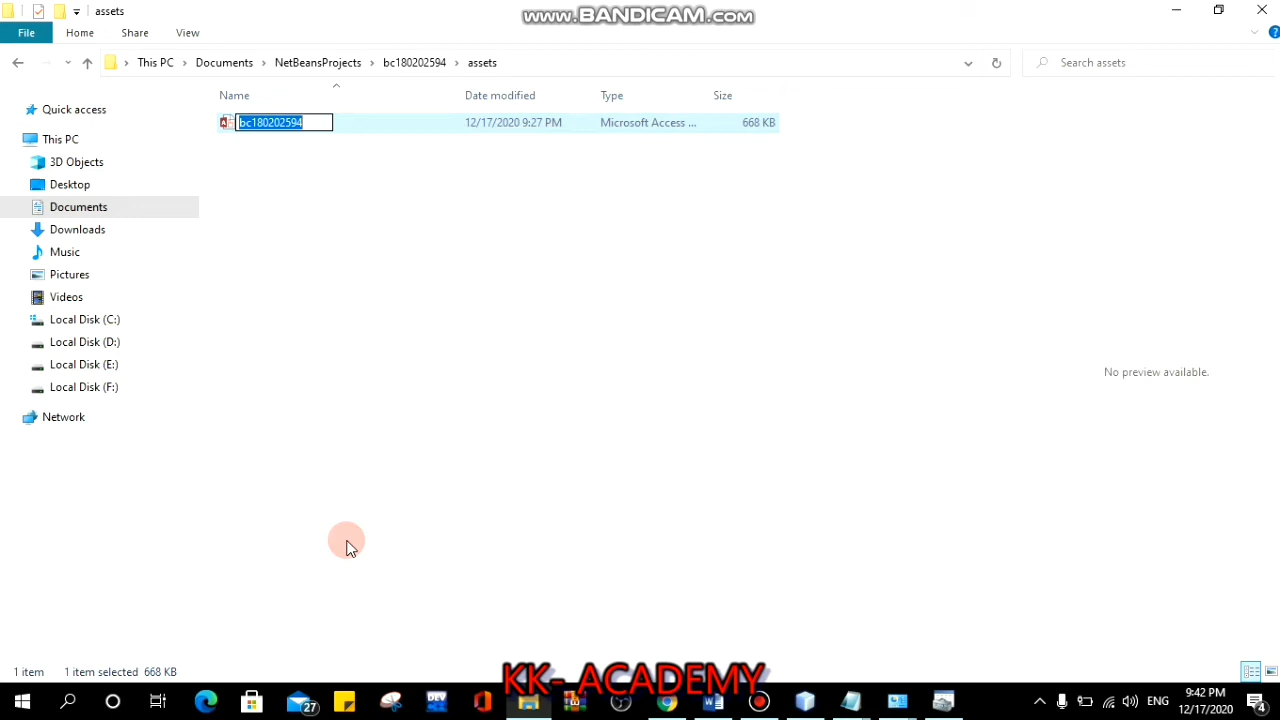 assets
www.BANDICAM.com
File Home Share View
This PC Documents NetBeansProjects bc180202594 assets
Search assets
Name Date modified Type Size
bc180202594 12/17/2020 9:27 PM Microsoft Access ... 668 KB
Quick access
This PC
3D Objects
Desktop
Documents
Downloads
Music
Pictures
Videos
Local Disk (C:)
Local Disk (D:)
Local Disk (E:)
Local Disk (F:)
Network
No preview available.
1 item 1 item selected 668 KB
KK- ACADEMY
27
DEV
ENG
9:42 PM
12/17/2020
4